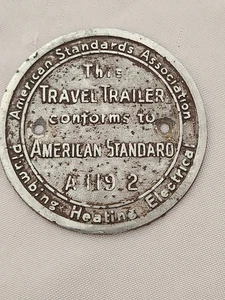 American Standards Association
This
TRAVEL TRAILER
conforms to
AMERICAN STANDARD
A 119.2
Plumbing - Heating - Electrical